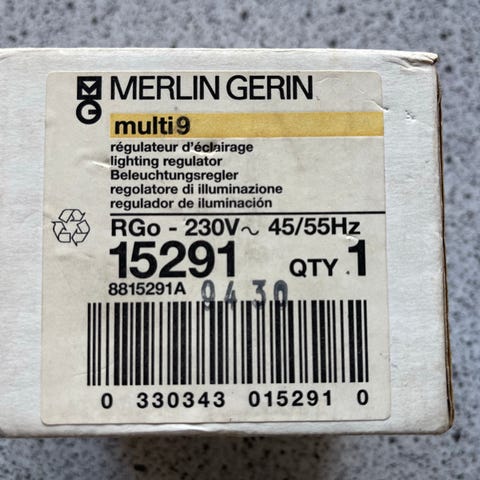 MG MERLIN GERIN
multi9
régulateur d'éclairage
lighting regulator
Beleuchtungsregler
regolatore di illuminazione
regulador de iluminación
RGo - 230V~ 45/55Hz
15291 QTY 1
8815291A 9430
0 330343 015291 0